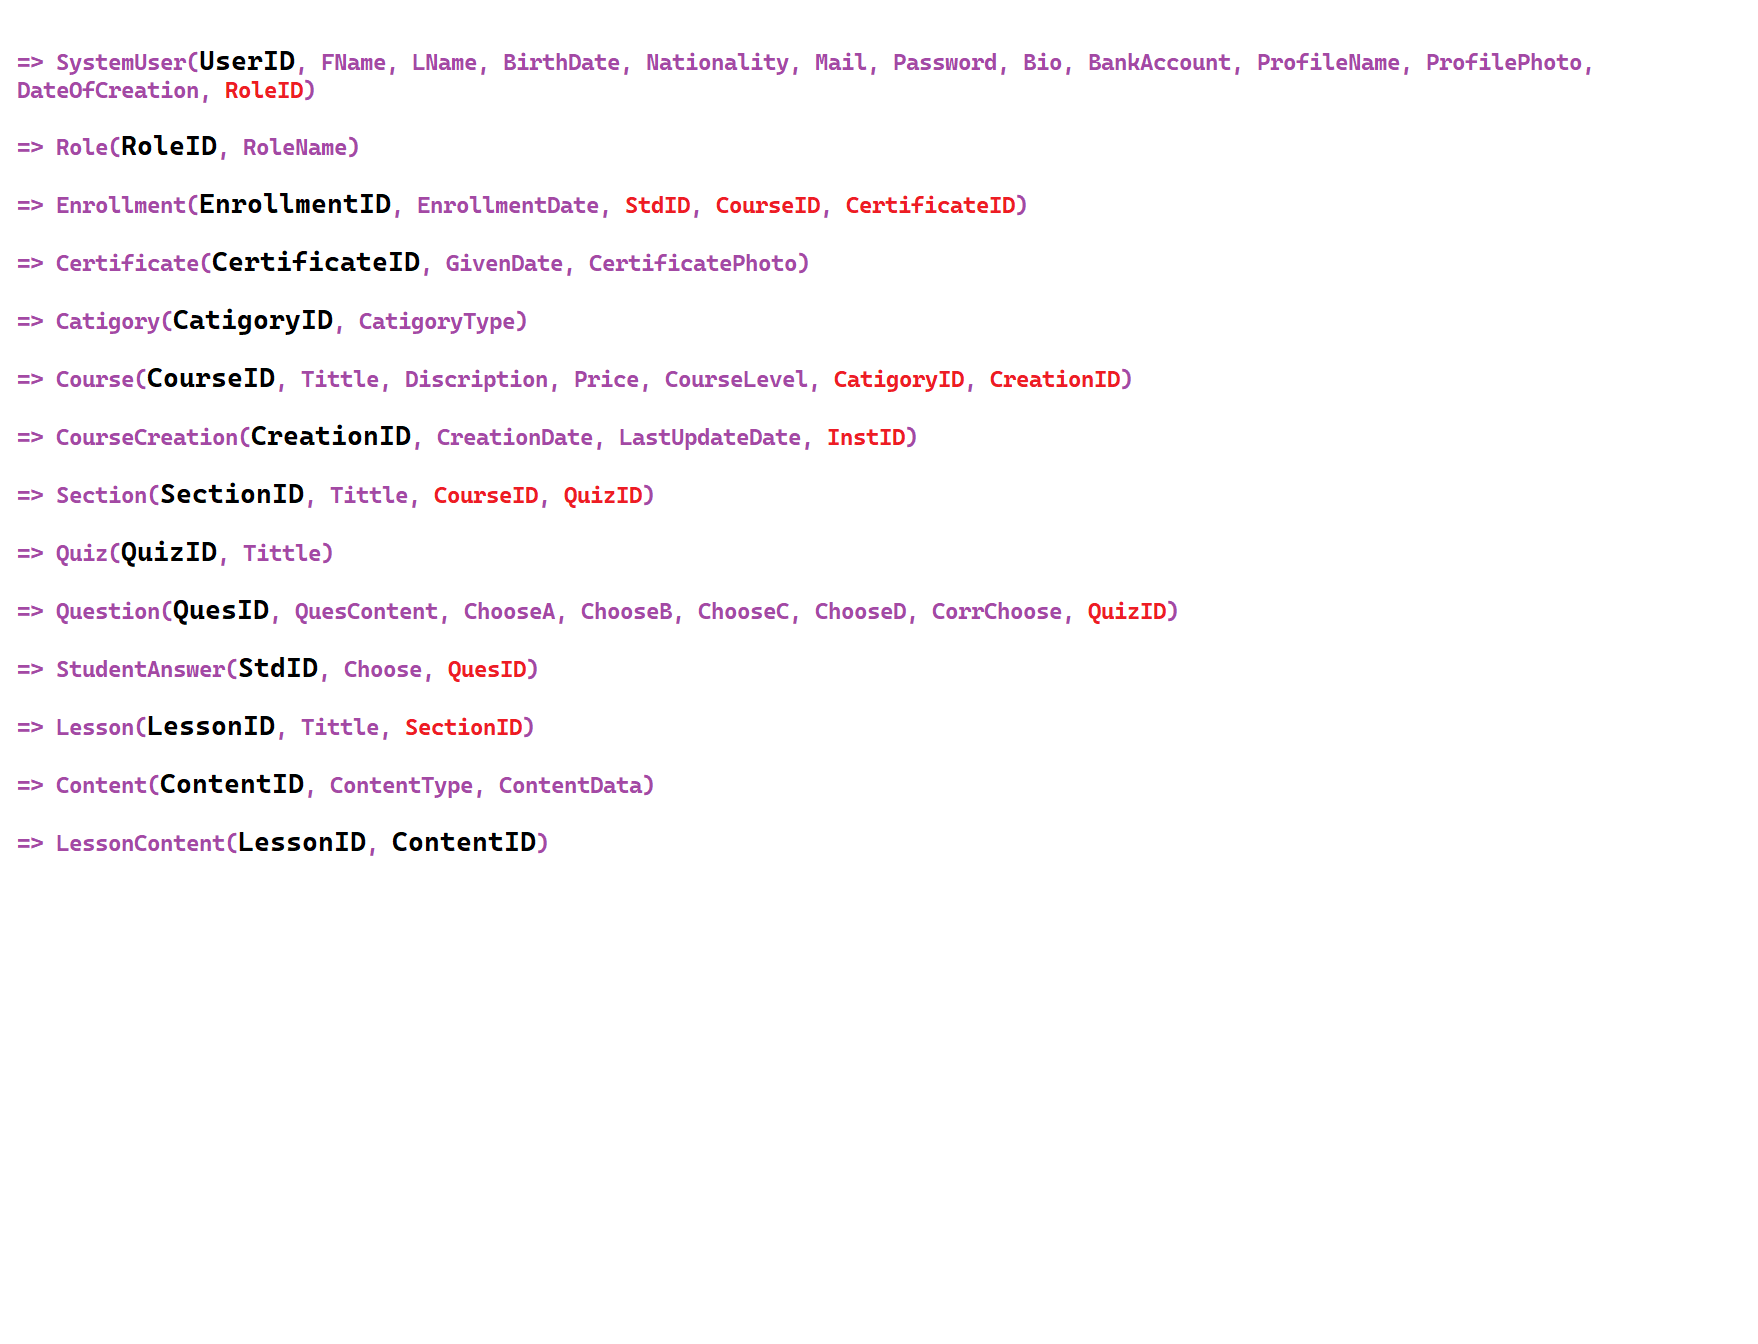 => SystemUser(UserID, FName, LName, BirthDate, Nationality, Mail, Password, Bio, BankAccount, ProfileName, ProfilePhoto,
DateOfCreation, RoleID)
=> Role(RoleID, RoleName)
=> Enrollment(EnrollmentID, EnrollmentDate, StdID, CourseID, CertificateID)
=> Certificate(CertificateID, GivenDate, CertificatePhoto)
=> Catigory(CatigoryID, CatigoryType)
=> Course(CourseID, Tittle, Discription, Price, CourseLevel, CatigoryID, CreationID)
=> CourseCreation(CreationID, CreationDate, LastUpdateDate, InstID)
=> Section(SectionID, Tittle, CourseID, QuizID)
=> Quiz(QuizID, Tittle)
=> Question(QuesID, QuesContent, ChooseA, ChooseB, ChooseC, ChooseD, CorrChoose, QuizID)
=> StudentAnswer(StdID, Choose, QuesID)
=> Lesson(LessonID, Tittle, SectionID)
=> Content(ContentID, ContentType, ContentData)
=> LessonContent(LessonID, ContentID)